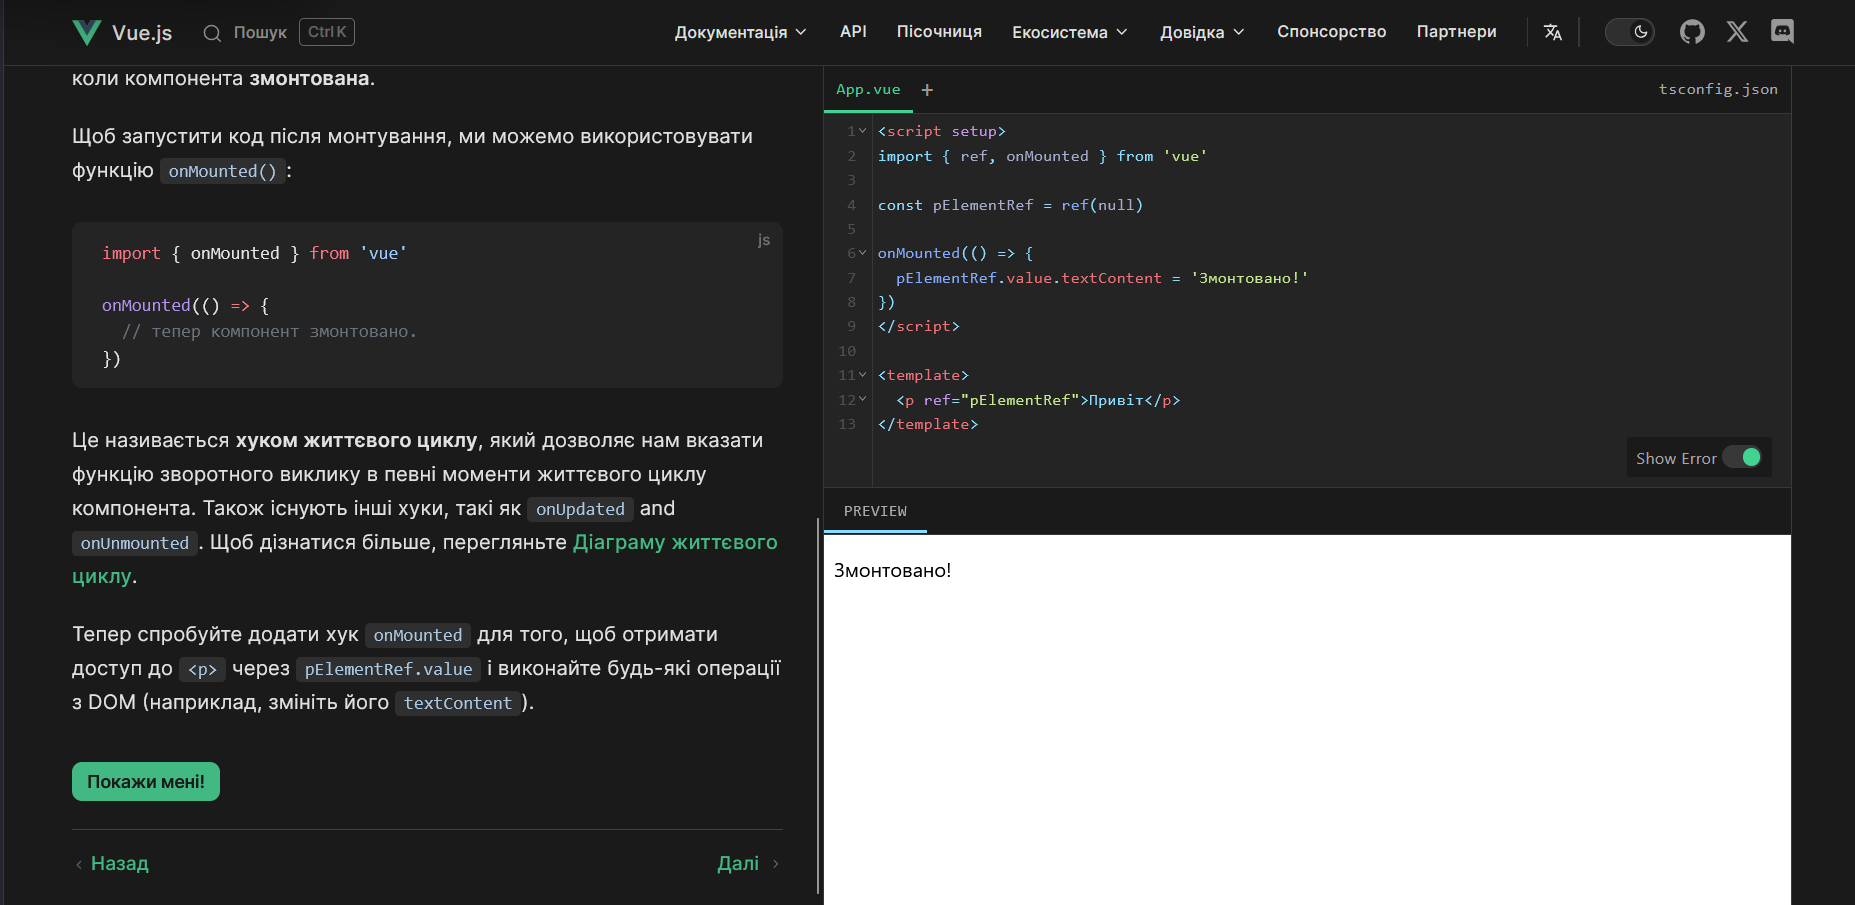 Vue.js
Пошук
Ctrl K
Документація
API
Пісочниця
Екосистема
Довідка
Спонсорство
Партнери
коли компонента змонтована.
Щоб запустити код після монтування, ми можемо використовувати
функцію onMounted():
js
import { onMounted } from 'vue'
onMounted(() => {
// тепер компонент змонтовано.
})
Це називається хуком життєвого циклу, який дозволяє нам вказати
функцію зворотного виклику в певні моменти життєвого циклу
компонента. Також існують інші хуки, такі як onUpdated and
onUnmounted. Щоб дізнатися більше, перегляньте Діаграму життєвого
циклу.
Тепер спробуйте додати хук onMounted для того, щоб отримати
доступ до <p> через pElementRef.value і виконайте будь-які операції
з DOM (наприклад, змініть його textContent).
Покажи мені!
‹ Назад
Далі ›
App.vue +
tsconfig.json
1 <script setup>
2 import { ref, onMounted } from 'vue'
3
4 const pElementRef = ref(null)
5
6 onMounted(() => {
7 pElementRef.value.textContent = 'Змонтовано!'
8 })
9 </script>
10
11 <template>
12 <p ref="pElementRef">Привіт</p>
13 </template>
Show Error
PREVIEW
Змонтовано!